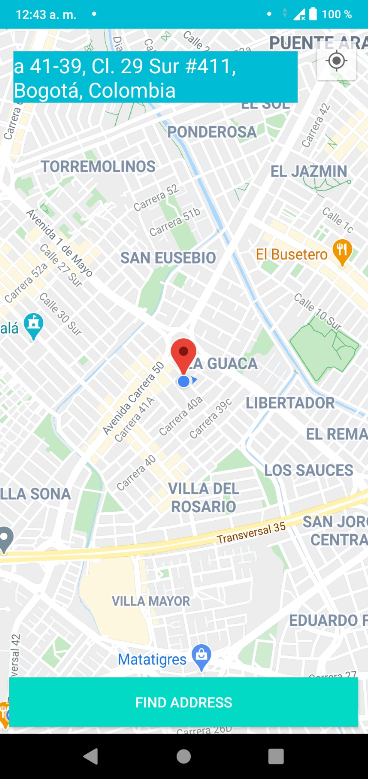 12:43 a. m.
100 %
PUENTE ARA
a 41-39, Cl. 29 Sur #411,
Bogotá, Colombia
EL SOL
Carrera 42
PONDEROSA
TORREMOLINOS
EL JAZMIN
Carrera 52
Carrera 51b
Calle 1c
Avenida 1 de Mayo
SAN EUSEBIO
El Busetero
Calle 27 Sur
Carrera 52a
Calle 30 Sur
Calle 10 Sur
alá
LA GUACA
Avenida Carrera 50
Carrera 41A
Carrera 40a
Carrera 39c
LIBERTADOR
EL REMA
Carrera 40
LOS SAUCES
LLA SONA
VILLA DEL
ROSARIO
SAN JORG
CENTRA
Transversal 35
VILLA MAYOR
EDUARDO F
Matatigres
Carrera 27
versal 42
FIND ADDRESS
Carrera 26D